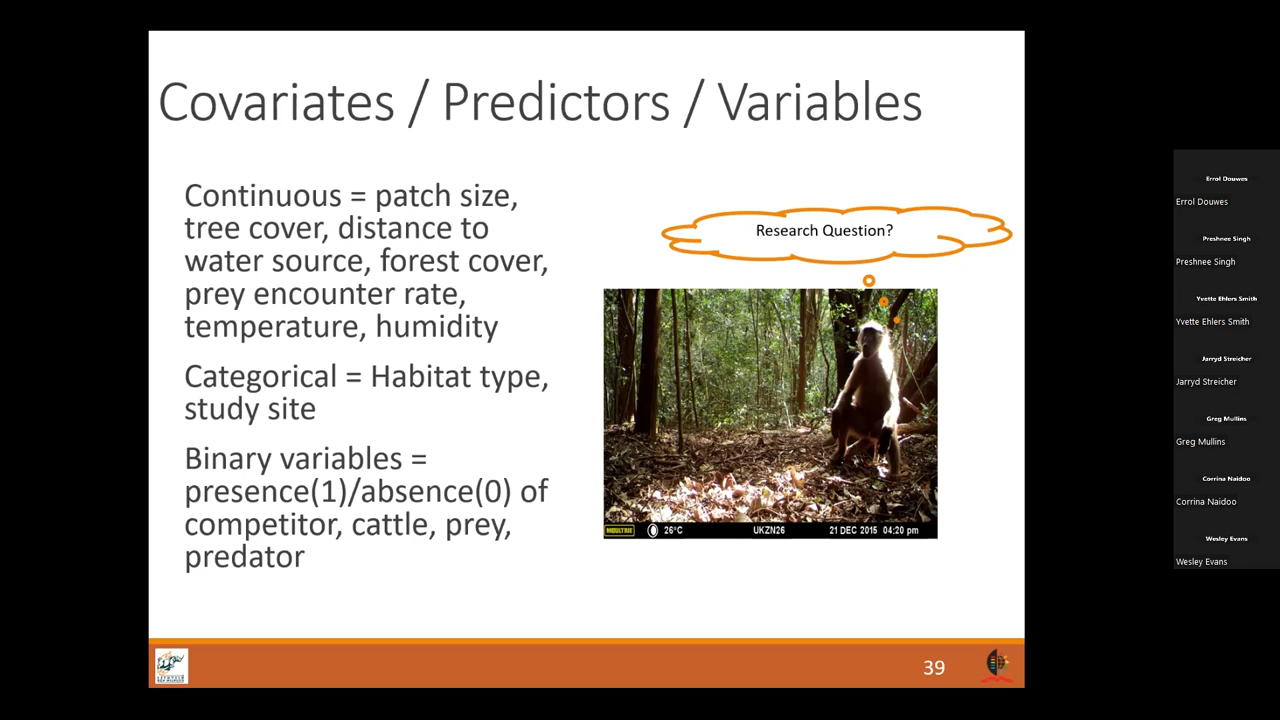 Covariates / Predictors / Variables
Continuous = patch size,
tree cover, distance to
water source, forest cover,
prey encounter rate,
temperature, humidity
Categorical = Habitat type,
study site
Binary variables =
presence(1)/absence(0) of
competitor, cattle, prey,
predator
Research Question?
MOULTRIE 26°C UKZN26 21 DEC 2015 04:20 pm
39
Errol Douwes
Errol Douwes
Preshnee Singh
Preshnee Singh
Yvette Ehlers Smith
Yvette Ehlers Smith
Jarryd Streicher
Jarryd Streicher
Greg Mullins
Greg Mullins
Corrina Naidoo
Corrina Naidoo
Wesley Evans
Wesley Evans